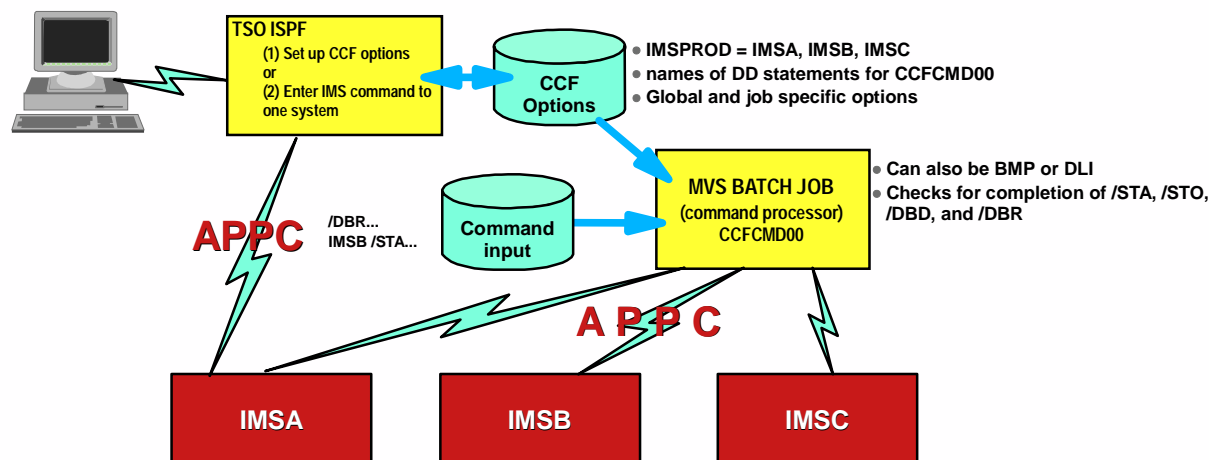 TSO ISPF
(1) Set up CCF options
or
(2) Enter IMS command to
one system
CCF
Options
• IMSPROD = IMSA, IMSB, IMSC
• names of DD statements for CCFCMD00
• Global and job specific options
MVS BATCH JOB
(command processor)
CCFCMD00
• Can also be BMP or DLI
• Checks for completion of /STA, /STO,
/DBD, and /DBR
APPC
/DBR...
IMSB /STA...
Command
input
A P P C
IMSA
IMSB
IMSC